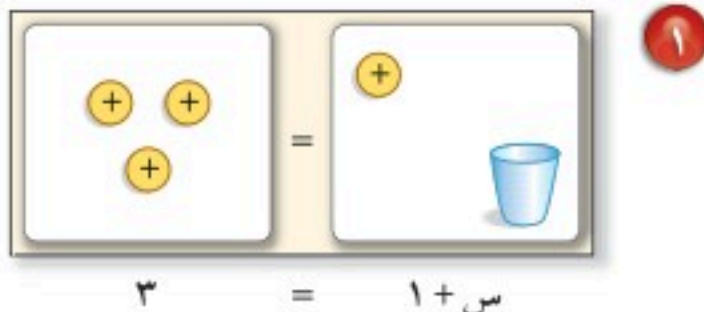 ١
+ = + +
+
س + ١ = ٣